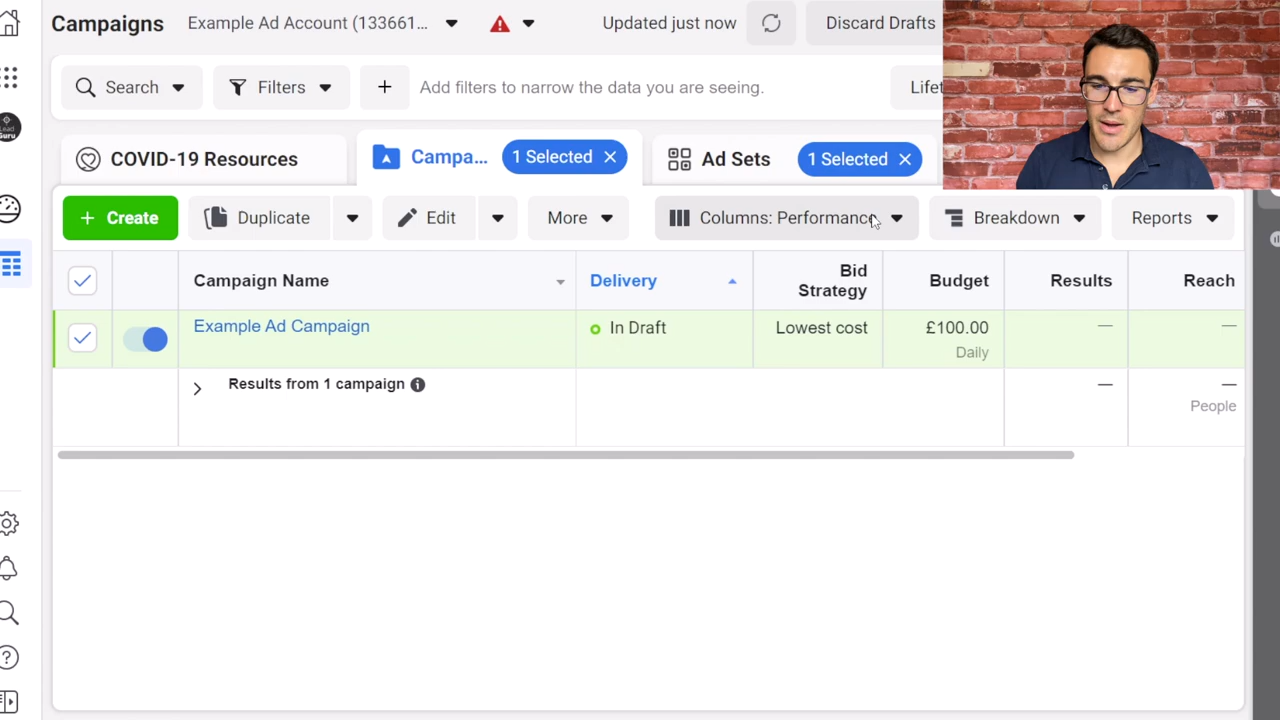 Campaigns
Example Ad Account (133661...
Updated just now
Discard Drafts
Search
Filters
Add filters to narrow the data you are seeing.
Lifet
COVID-19 Resources
Campa...
1 Selected
Ad Sets
1 Selected
+ Create
Duplicate
Edit
More
Columns: Performance
Breakdown
Reports
Campaign Name
Delivery
Bid
Strategy
Budget
Results
Reach
Example Ad Campaign
In Draft
Lowest cost
£100.00
Daily
—
—
Results from 1 campaign
—
—
People